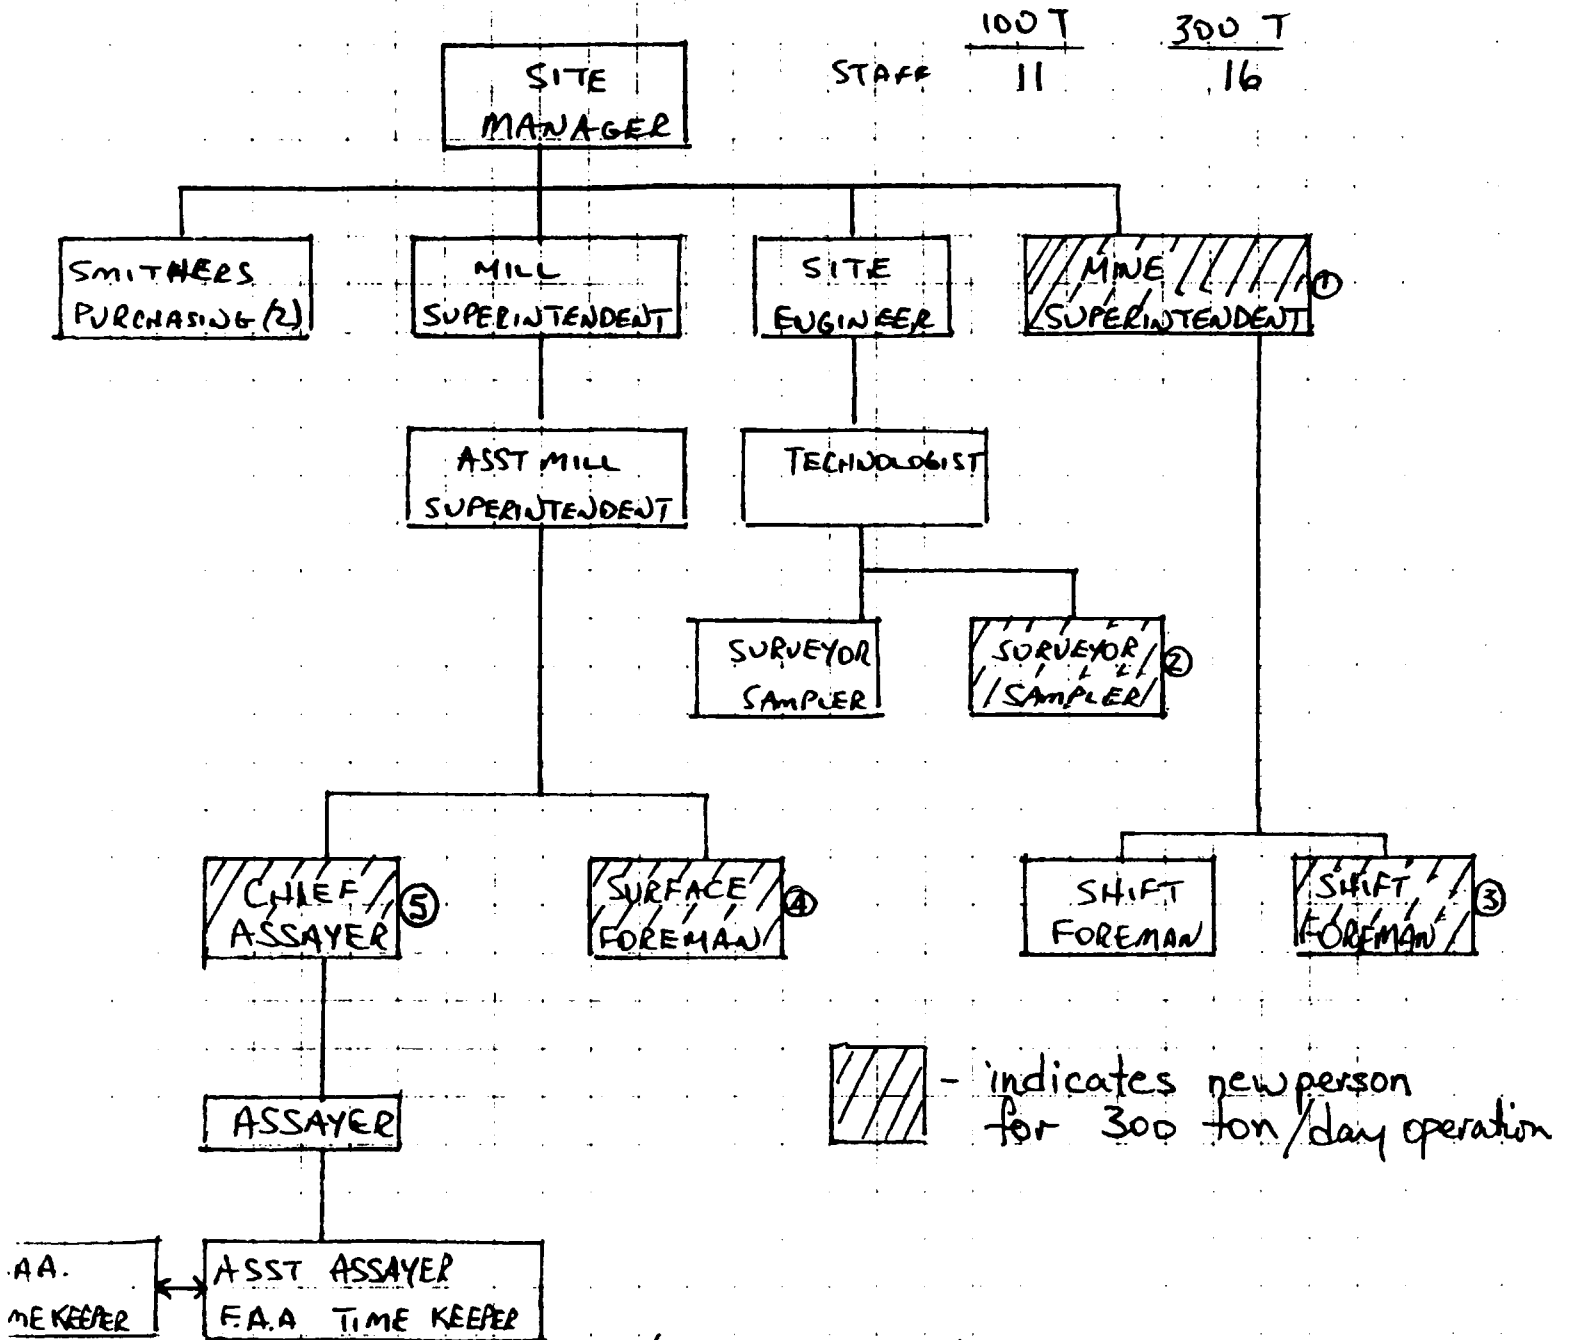 100 T 300 T
STAFF 11 16
SITE
MANAGER
SMITHERS
PURCHASING (2)
MILL
SUPERINTENDENT
SITE
ENGINEER
MINE
SUPERINTENDENT
①
ASST MILL
SUPERINTENDENT
TECHNOLOGIST
SURVEYOR
SAMPLER
SURVEYOR
SAMPLER
②
CHIEF
ASSAYER
⑤
SURFACE
FOREMAN
④
SHIFT
FOREMAN
SHIFT
FOREMAN
③
- indicates new person
for 300 ton/day operation
ASSAYER
.AA.
ME KEEPER
ASST ASSAYER
F.A.A TIME KEEPER